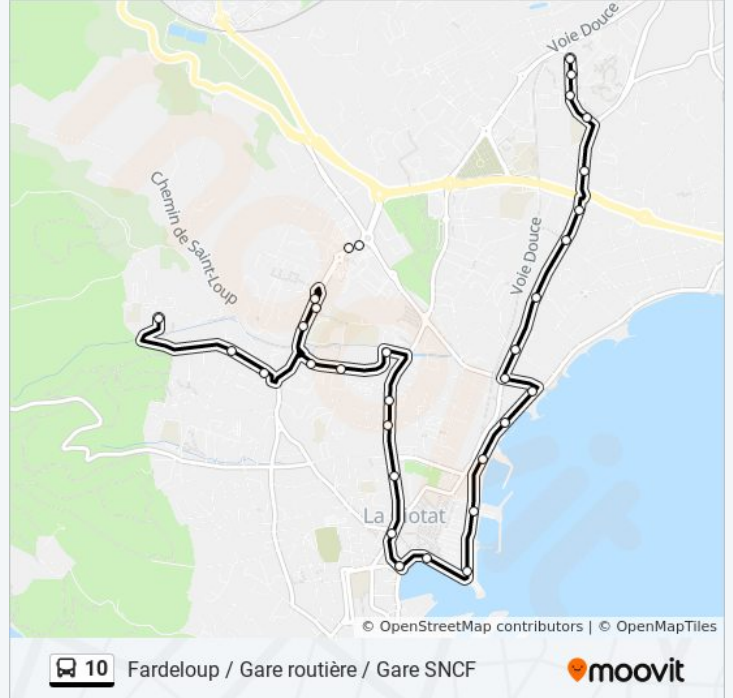 Voie Douce
Chemin de Saint-Loup
Voie Douce
La Ciotat
© OpenStreetMap contributors | © OpenMapTiles
10 Fardeloup / Gare routière / Gare SNCF
moovit